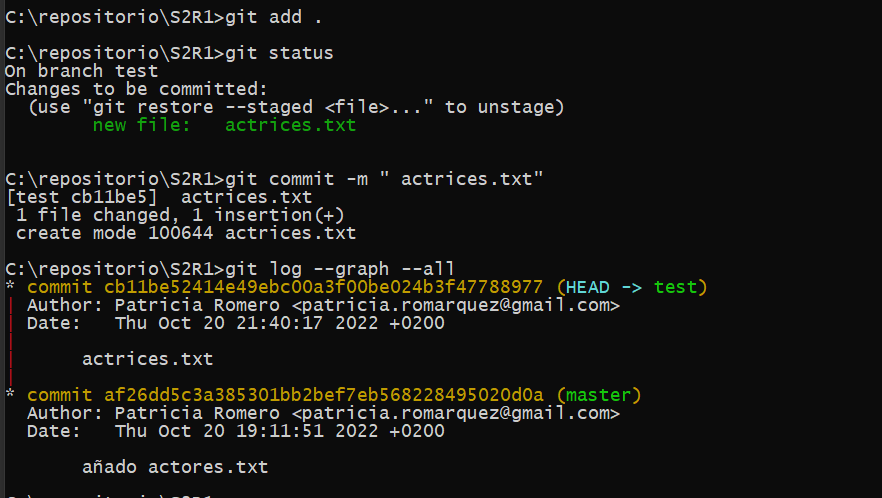 C:\repositorio\S2R1>git add .
C:\repositorio\S2R1>git status
On branch test
Changes to be committed:
  (use "git restore --staged <file>..." to unstage)
        new file:   actrices.txt
C:\repositorio\S2R1>git commit -m " actrices.txt"
[test cb11be5]  actrices.txt
 1 file changed, 1 insertion(+)
 create mode 100644 actrices.txt
C:\repositorio\S2R1>git log --graph --all
* commit cb11be52414e49ebc00a3f00be024b3f47788977 (HEAD -> test)
| Author: Patricia Romero <patricia.romarquez@gmail.com>
| Date:   Thu Oct 20 21:40:17 2022 +0200
|
|      actrices.txt
|
* commit af26dd5c3a385301bb2bef7eb568228495020d0a (master)
  Author: Patricia Romero <patricia.romarquez@gmail.com>
  Date:   Thu Oct 20 19:11:51 2022 +0200
       añado actores.txt